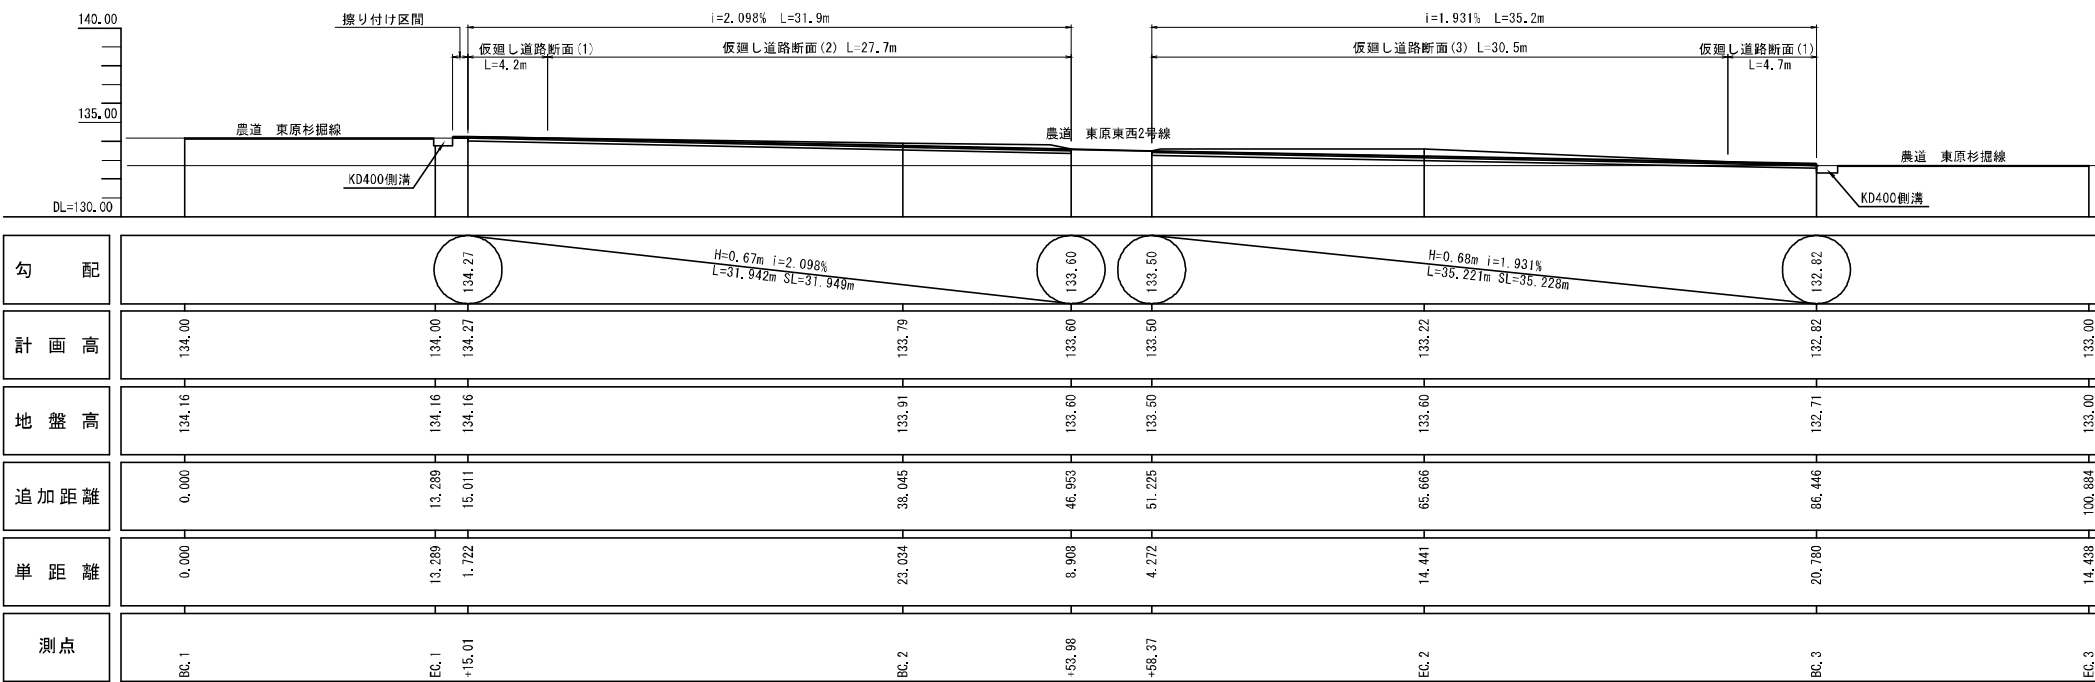 140.00
135.00
DL=130.00
擦り付け区間
i=2.098% L=31.9m
i=1.931% L=35.2m
仮廻し道路断面(1)
L=4.2m
仮廻し道路断面(2) L=27.7m
仮廻し道路断面(3) L=30.5m
仮廻し道路断面(1)
L=4.7m
農道 東原杉掘線
農道 東原東西2号線
農道 東原杉掘線
KD400側溝
KD400側溝
勾配
134.27
H=0.67m i=2.098%
L=31.942m SL=31.949m
133.60
133.50
H=0.68m i=1.931%
L=35.221m SL=35.228m
132.82
計画高
134.00
134.00
134.27
133.79
133.60
133.50
133.22
132.82
133.00
地盤高
134.16
134.16
134.16
133.91
133.60
133.50
133.60
132.71
133.00
追加距離
0.000
13.289
15.011
38.045
46.953
51.225
65.666
86.446
100.884
単距離
0.000
13.289
1.722
23.034
8.908
4.272
14.441
20.780
14.438
測点
BC.1
EC.1
+15.01
BC.2
+53.98
+58.37
EC.2
BC.3
EC.3